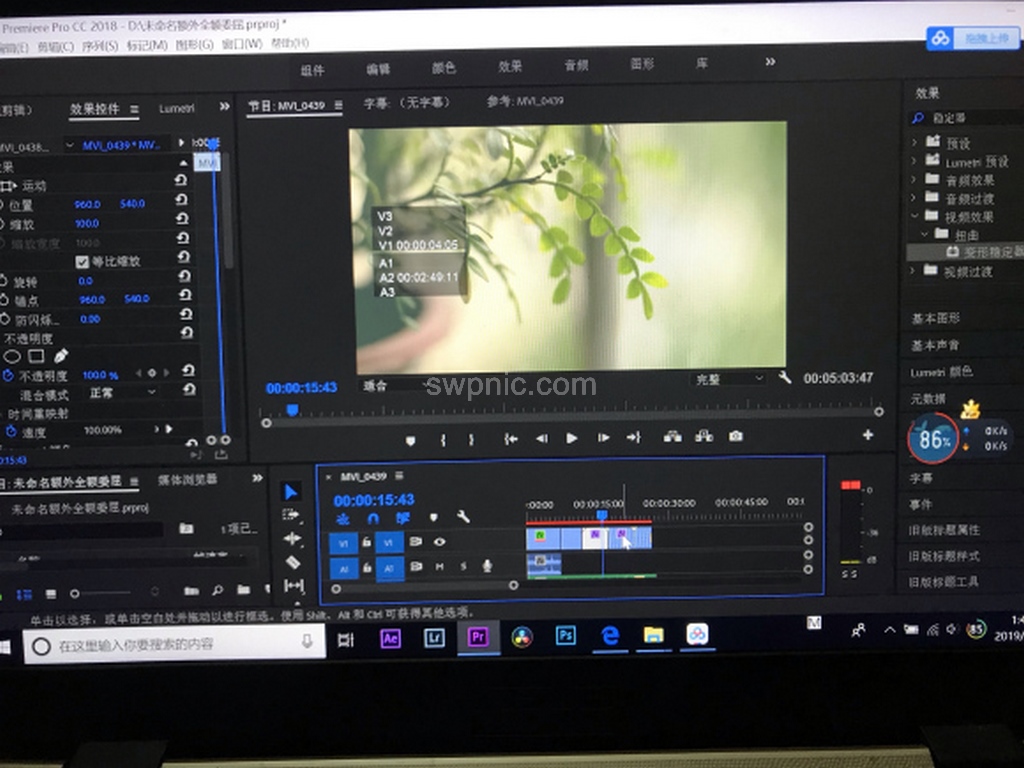 Premiere Pro CC 2018 - D:\未命名额外全额委屈.prproj *
剪辑(C) 序列(S) 标记(M) 图形(G) 窗口(W) 帮助(H)
拖拽上传
组件 编辑 颜色 效果 音频 图形 库
效果控件 Lumetri
节目: MVI_0439 字幕: (无字幕) 参考: MVI_0439
效果
稳定器
MVI_0439 * MV...
运动
位置 960.0 540.0
缩放 100.0
缩放宽度 100.0
等比缩放
旋转 0.0
锚点 960.0 540.0
防闪烁... 0.00
不透明度
不透明度 100.0 %
混合模式 正常
时间重映射
速度 100.00%
V3
V2
V1 00:00:04:05
A1
A2 00:02:49:11
A3
swpnic.com
00:00:15:43 适合 完整 00:05:03:47
预设
Lumetri 预设
音频效果
音频过渡
视频效果
扭曲
变形稳定器
视频过渡
基本图形
基本声音
Lumetri 颜色
元数据
86%
0K/s
0K/s
字幕
事件
旧版标题属性
旧版标题样式
旧版标题工具
未命名额外全额委屈 媒体浏览器
未命名额外全额委屈.prproj
1 项已...
MVI_0439
00:00:15:43
:00:00 00:00:15:00 00:00:30:00 00:00:45:00
V1 V1
A1 A1 M S
0
-36
dB
S S
单击以选择，或单击空白处并拖动以进行框选。使用 Shift、Alt 和 Ctrl 可获得其他选项。
在这里输入你要搜索的内容
Ae Lr Pr Ps
M
85
2019/